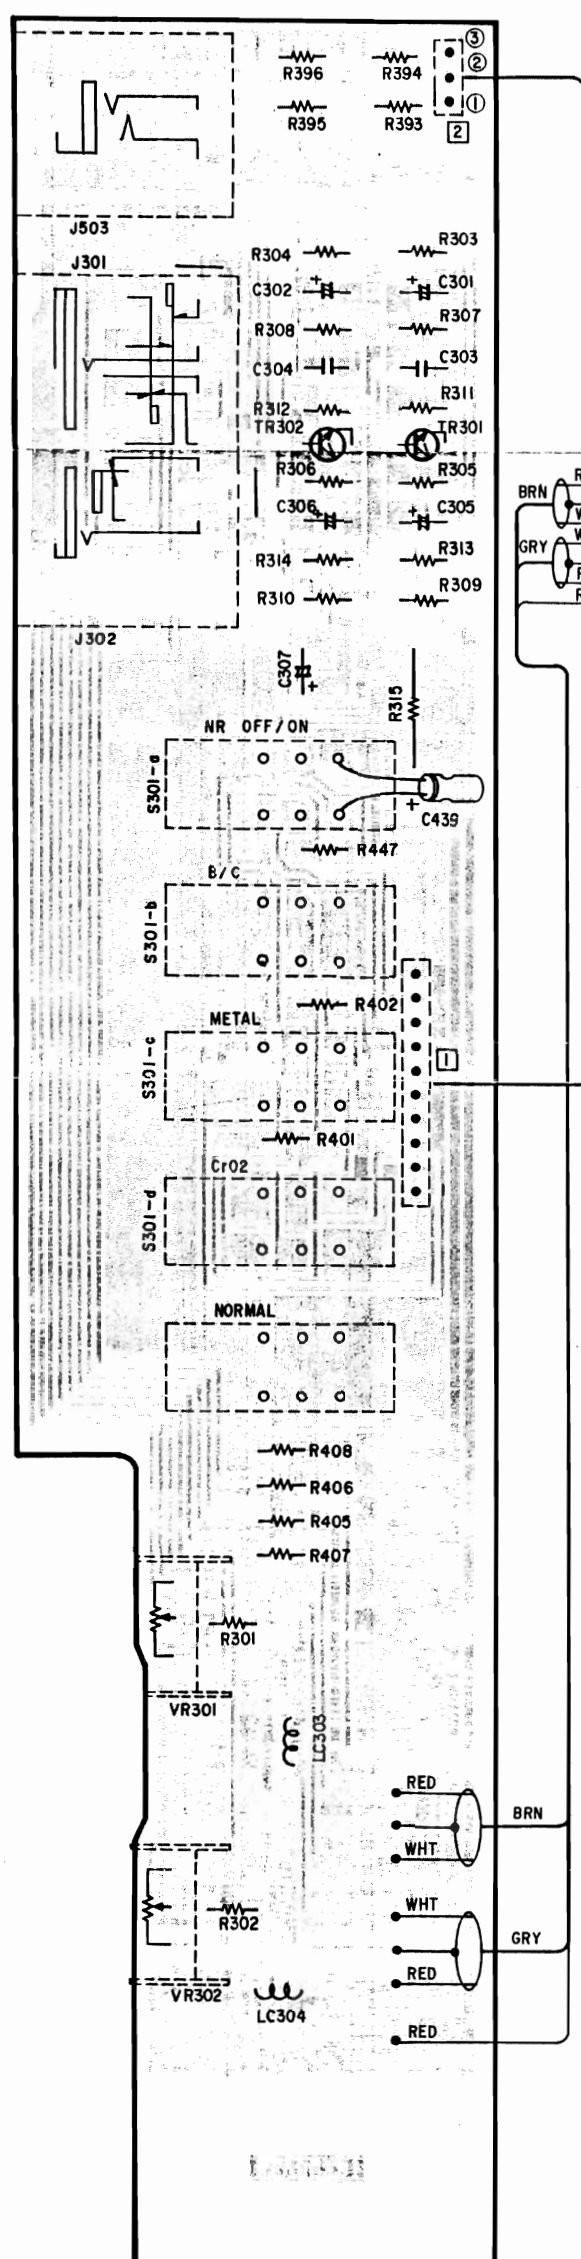 ③
R396 R394 ②
R395 R393 ①
2
J503
J301
R304 R303
+ +
C302 C301
R308 R307
C304 C303
R312 R311
TR302 TR301
R306 R305
C306 + + C305
R314 R313
R310 R309
J302
BRN R
W
W
GRY
R
R
C307 +
R315
NR OFF/ON
S301-a
+ C439
R447
B/C
S301-b
R402
METAL
S301-c
1
R401
CrO2
S301-d
NORMAL
R408
R406
R405
R407
R301
VR301
LC303
RED
BRN
WHT
WHT
R302
GRY
RED
VR302
LC304
RED